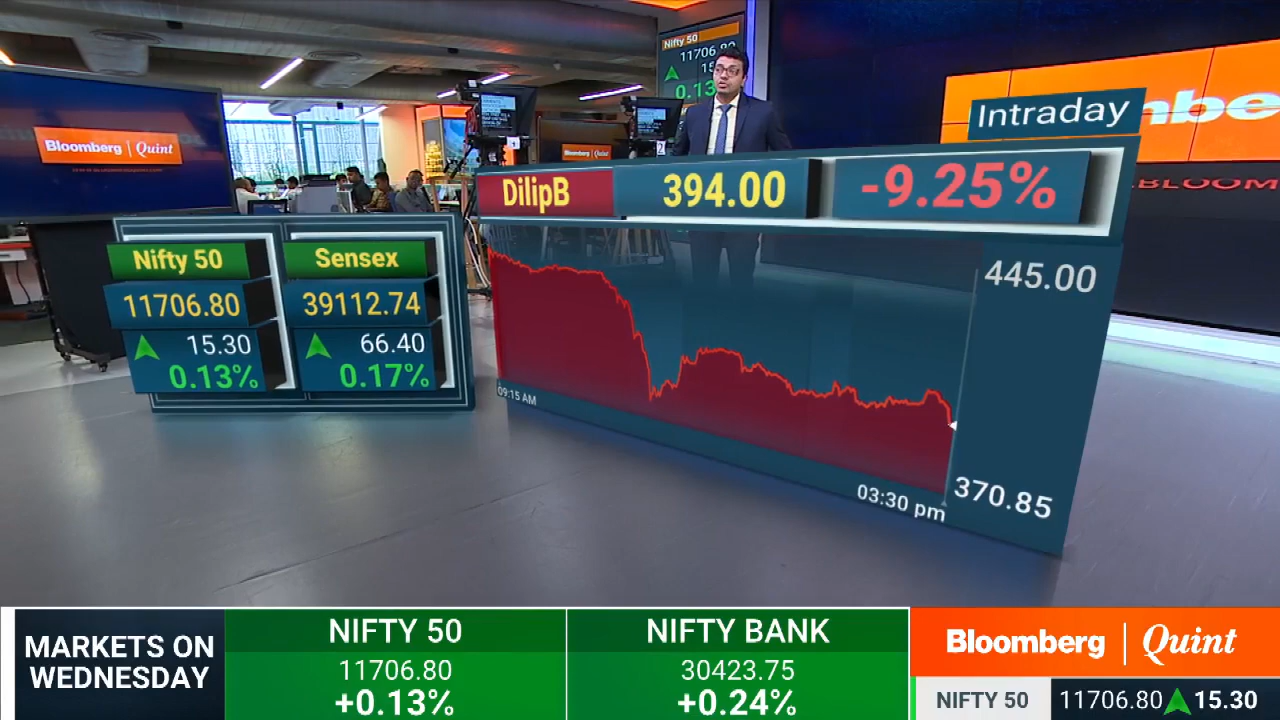 Nifty 50
11706.80
0.13
Intraday
Bloomberg | Quint
DilipB
394.00
-9.25%
Nifty 50
11706.80
15.30
0.13%
Sensex
39112.74
66.40
0.17%
445.00
370.85
09:15 AM
03:30 pm
MARKETS ON
WEDNESDAY
NIFTY 50
11706.80
+0.13%
NIFTY BANK
30423.75
+0.24%
Bloomberg | Quint
NIFTY 50
11706.80
15.30